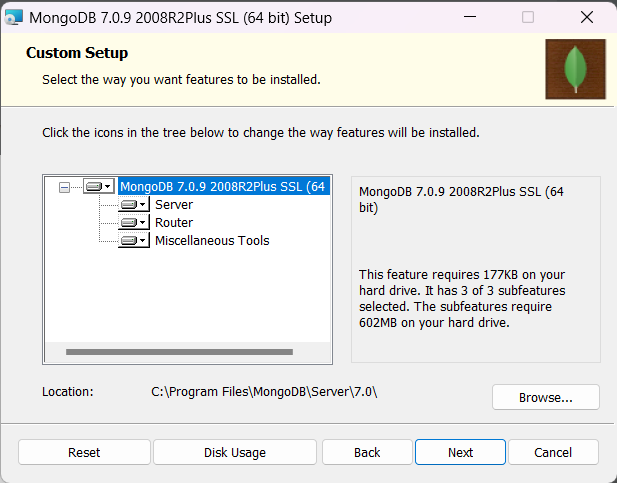 MongoDB 7.0.9 2008R2Plus SSL (64 bit) Setup
Custom Setup
Select the way you want features to be installed.
Click the icons in the tree below to change the way features will be installed.
MongoDB 7.0.9 2008R2Plus SSL (64
Server
Router
Miscellaneous Tools
MongoDB 7.0.9 2008R2Plus SSL (64
bit)
This feature requires 177KB on your
hard drive. It has 3 of 3 subfeatures
selected. The subfeatures require
602MB on your hard drive.
Location: C:\Program Files\MongoDB\Server\7.0\
Browse...
Reset Disk Usage Back Next Cancel